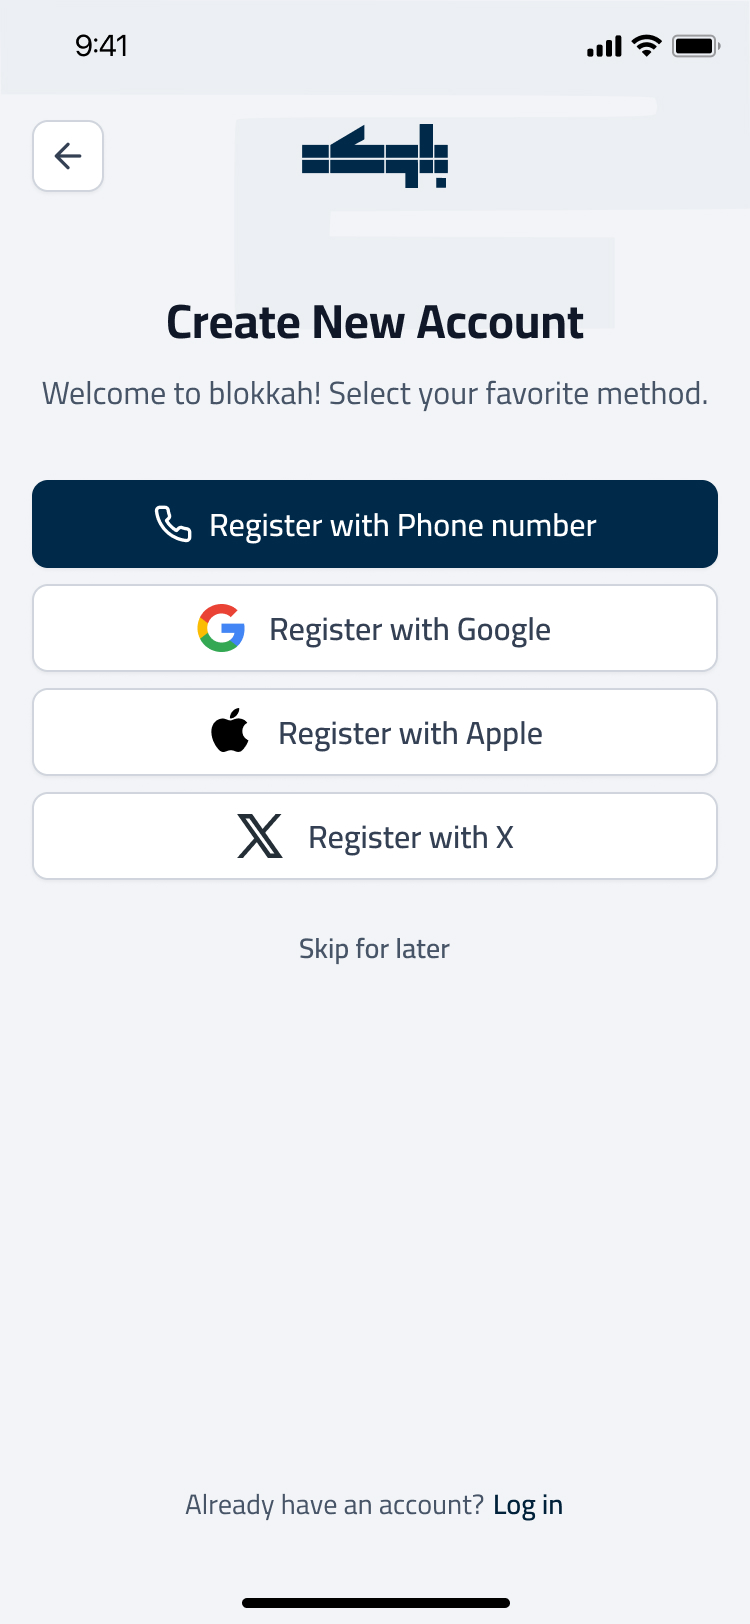 9:41
بلوكة
Create New Account
Welcome to blokkah! Select your favorite method.
Register with Phone number
Register with Google
Register with Apple
Register with X
Skip for later
Already have an account? Log in